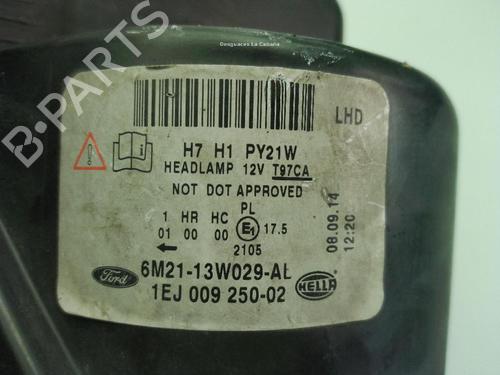 Desguaces La Cabaña
B-PARTS
LHD
H7 H1 PY21W
HEADLAMP 12V T97CA
NOT DOT APPROVED
PL
1 HR HC E1 17.5
01 00 00
2105
08.09.14
12:20
Ford
6M21-13W029-AL
1EJ 009 250-02
HELLA